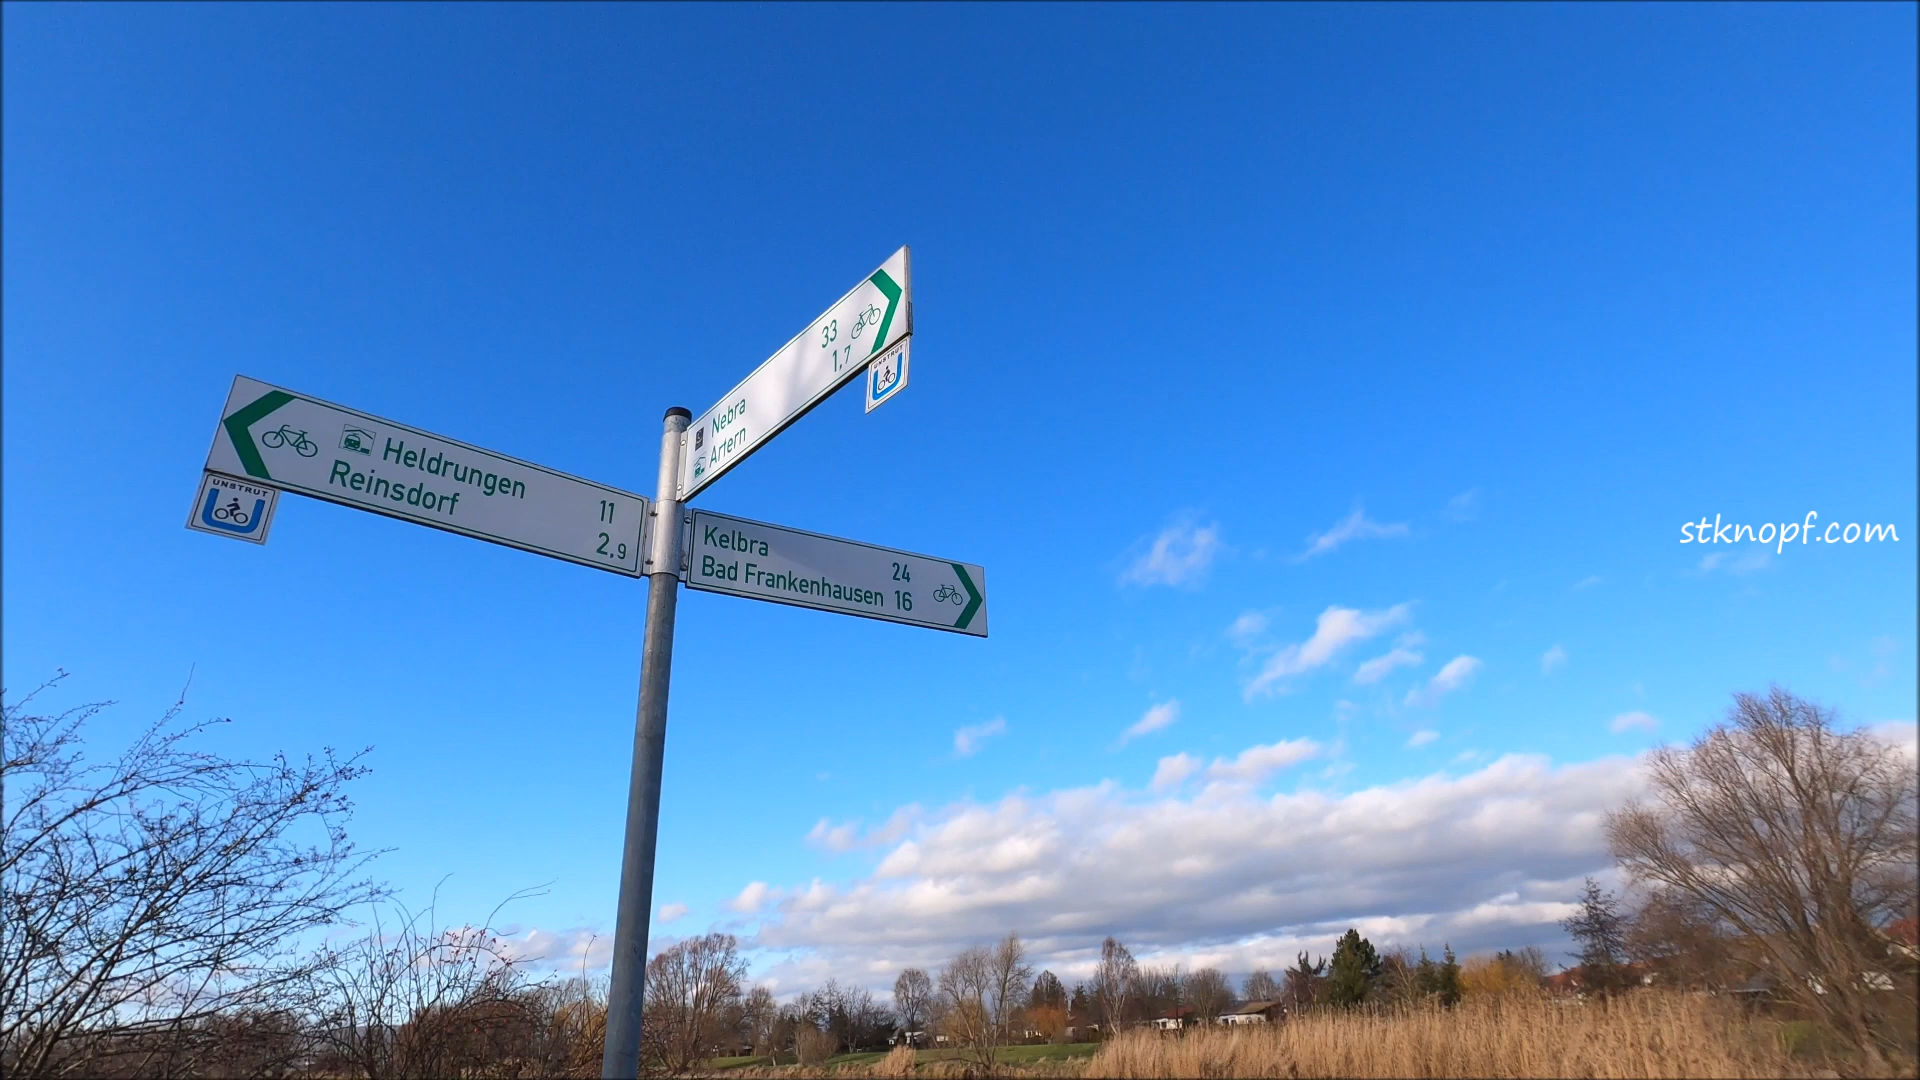 Nebra 33
Artern 1,7
UNSTRUT
Heldrungen 11
Reinsdorf 2,9
UNSTRUT
Kelbra 24
Bad Frankenhausen 16
stknopf.com